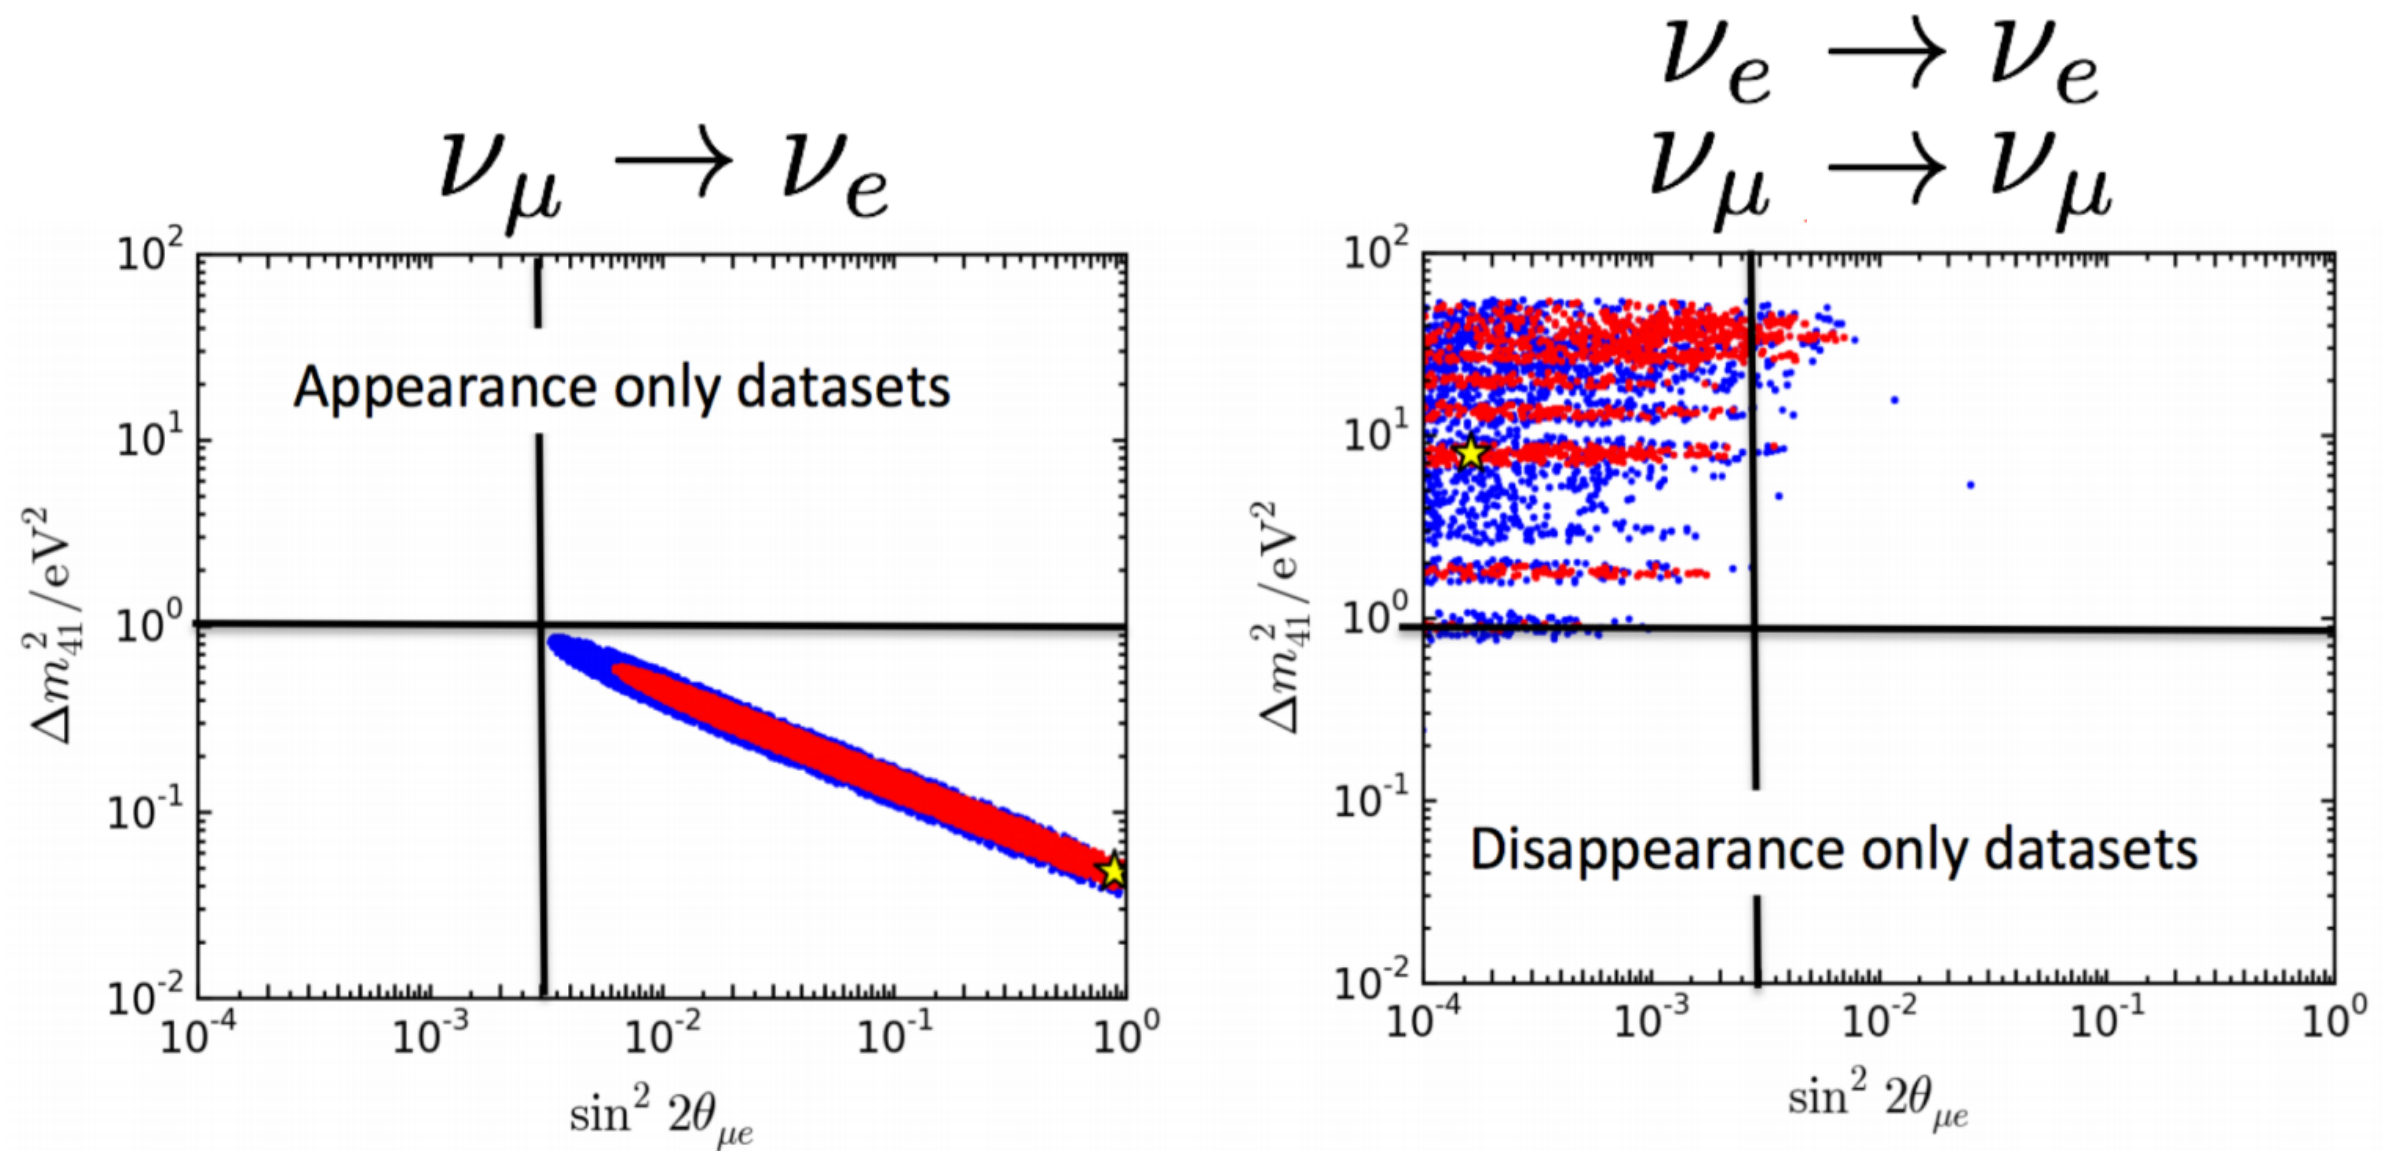 ν_μ → ν_e
Appearance only datasets
10^2
10^1
10^0
10^-1
10^-2
Δm^2_41/eV^2
10^-4 10^-3 10^-2 10^-1 10^0
sin^2 2θ_μe
ν_e → ν_e
ν_μ → ν_μ
10^2
10^1
10^0
10^-1
10^-2
Δm^2_41/eV^2
Disappearance only datasets
10^-4 10^-3 10^-2 10^-1 10^0
sin^2 2θ_μe